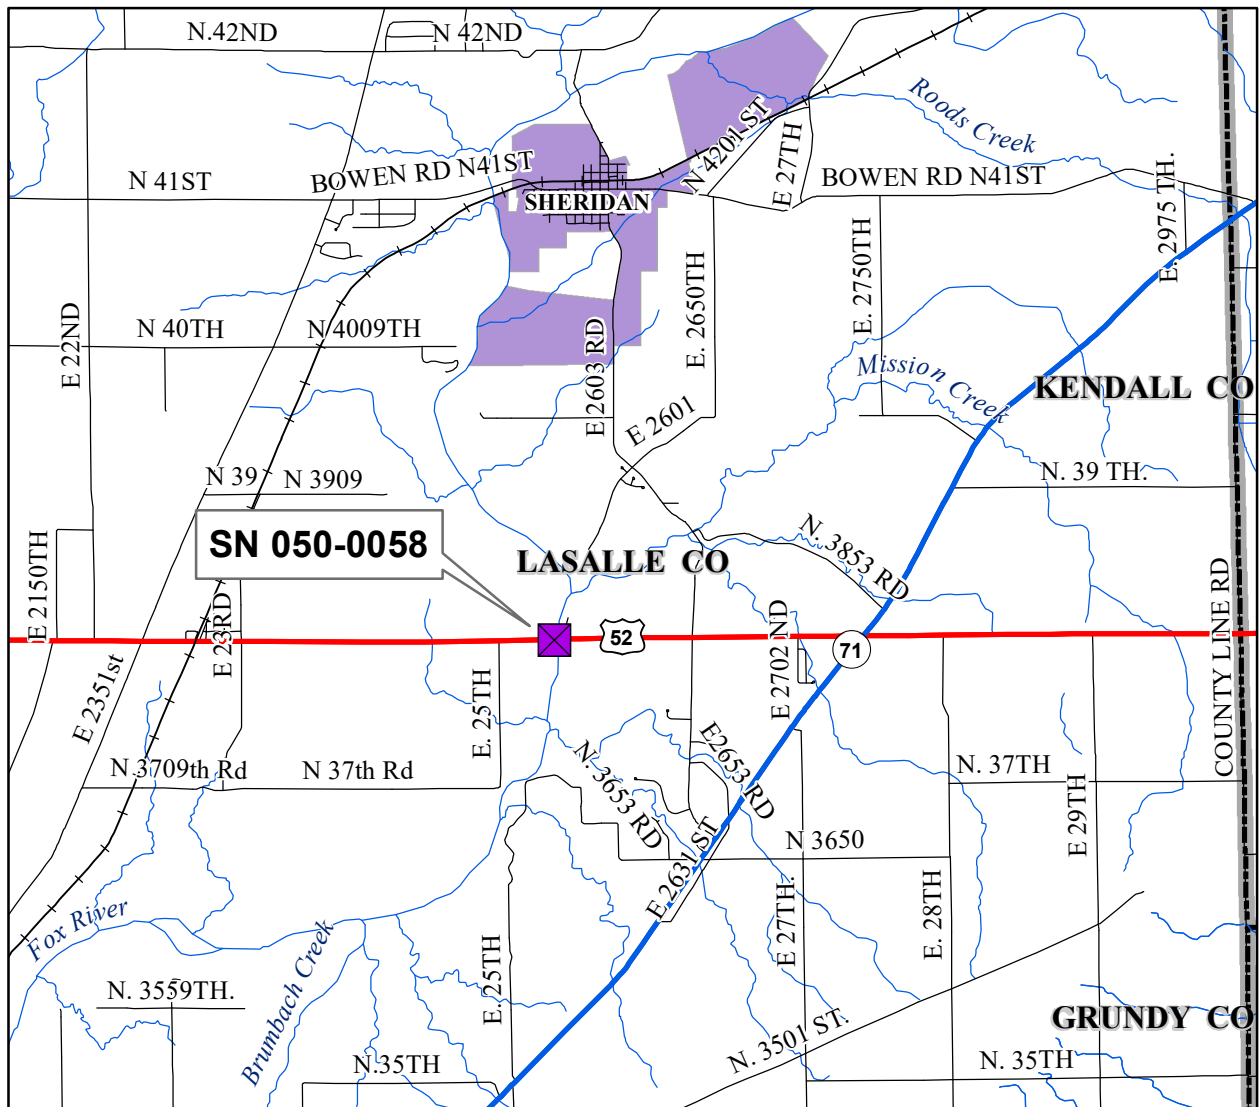 N.42ND
N 42ND
Roods Creek
N 4201 ST
E 27TH
N 41ST
BOWEN RD N41ST
BOWEN RD N41ST
E. 2975 TH.
SHERIDAN
E 22ND
N 40TH
N 4009TH
E 2603 RD
E. 2650TH
E. 2750TH
Mission Creek
KENDALL CO
E 2601
N 39
N 3909
N. 39 TH.
E 2150TH
SN 050-0058
LASALLE CO
N. 3853 RD
COUNTY LINE RD
E 23RD
52
71
E 2351st
E. 25TH
E 2702 ND
N 3709th Rd
N 37th Rd
N. 3653 RD
E2653 RD
N. 37TH
E 29TH
E 2631 ST
N 3650
Fox River
Brumbach Creek
E. 25TH
E 27TH.
E. 28TH
N. 3559TH.
GRUNDY CO
N.35TH
N. 3501 ST.
N. 35TH